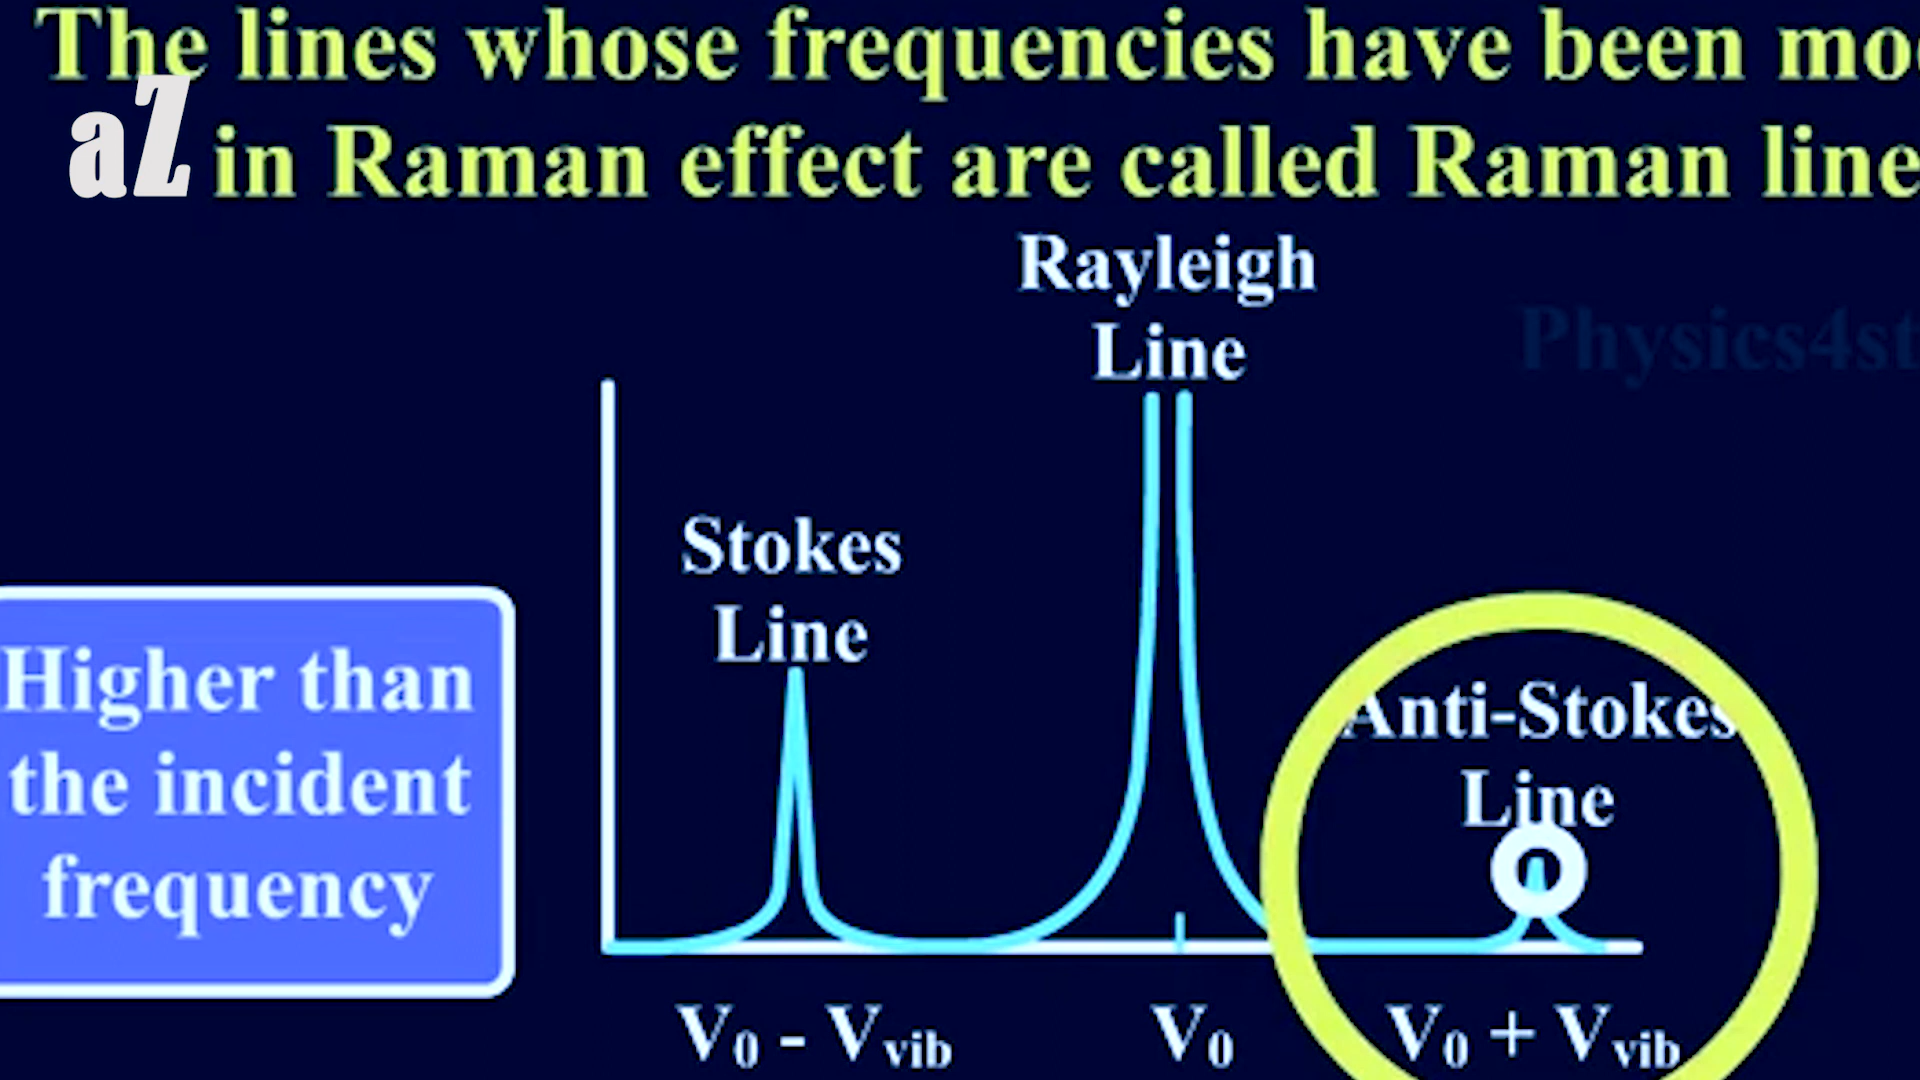 The lines whose frequencies have been mo
aZ
in Raman effect are called Raman line
Rayleigh
Line
Physics4st
Stokes
Line
Higher than
the incident
frequency
Anti-Stokes
Line
V₀ - Vvib
V₀
V₀ + Vvib